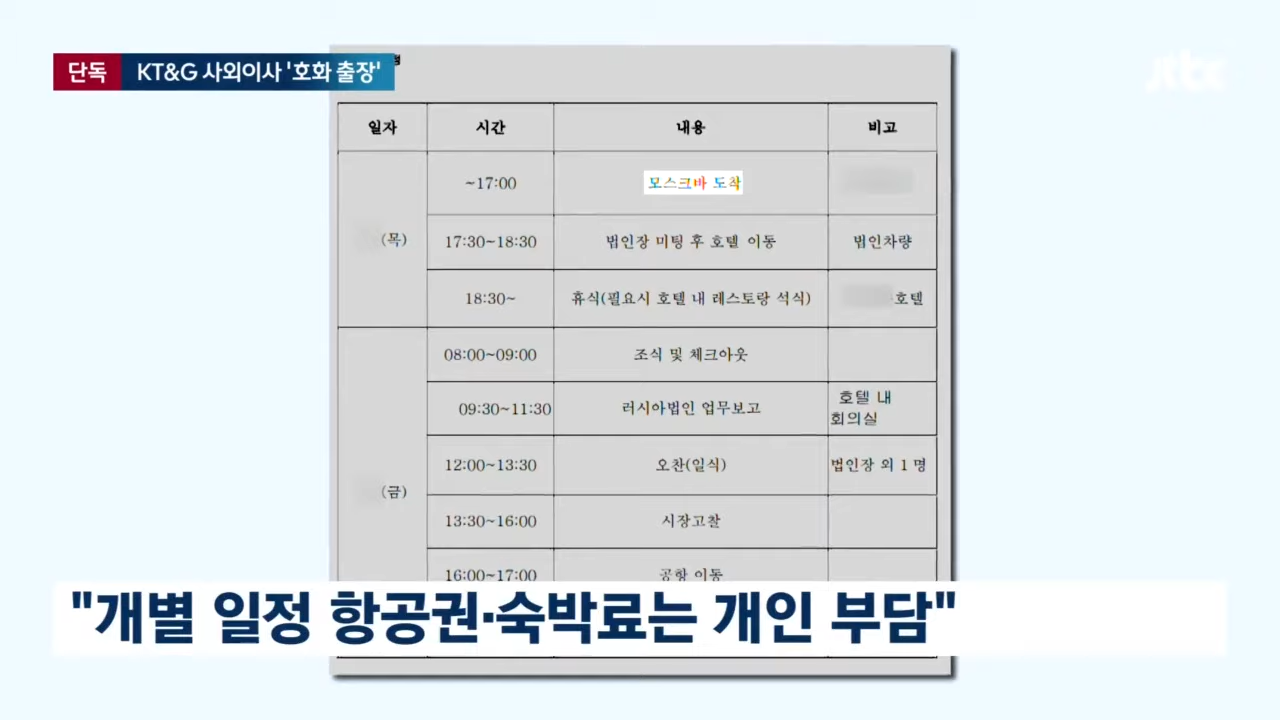 단독 KT&G 사외이사 '호화 출장'
jtbc
일자 시간 내용 비고
~17:00 모스크바 도착
(목) 17:30~18:30 법인장 미팅 후 호텔 이동 법인차량
18:30~ 휴식(필요시 호텔 내 레스토랑 석식) 호텔
08:00~09:00 조식 및 체크아웃
09:30~11:30 러시아법인 업무보고 호텔 내
회의실
12:00~13:30 오찬(일식) 법인장 외 1 명
(금)
13:30~16:00 시장고찰
16:00~17:00 공항 이동
"개별 일정 항공권·숙박료는 개인 부담"